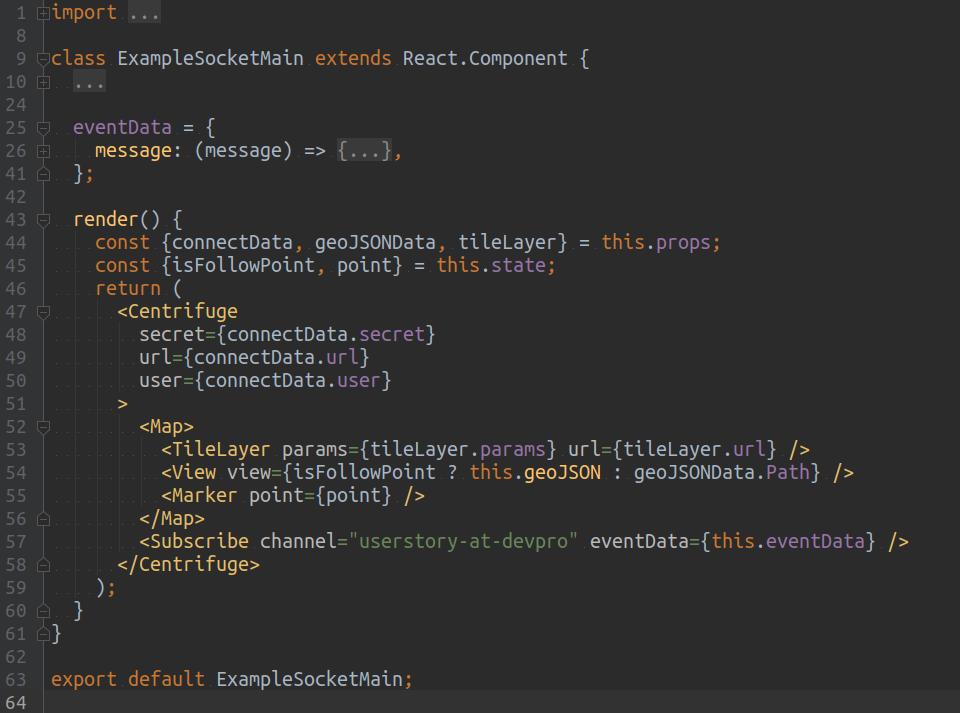 1 import ...
8
9 class ExampleSocketMain extends React.Component {
10   ...
24
25   eventData = {
26     message: (message) => {...},
41   };
42
43   render() {
44     const {connectData, geoJSONData, tileLayer} = this.props;
45     const {isFollowPoint, point} = this.state;
46     return (
47       <Centrifuge
48         secret={connectData.secret}
49         url={connectData.url}
50         user={connectData.user}
51       >
52         <Map>
53           <TileLayer params={tileLayer.params} url={tileLayer.url} />
54           <View view={isFollowPoint ? this.geoJSON : geoJSONData.Path} />
55           <Marker point={point} />
56         </Map>
57         <Subscribe channel="userstory-at-devpro" eventData={this.eventData} />
58       </Centrifuge>
59     );
60   }
61 }
62
63 export default ExampleSocketMain;
64